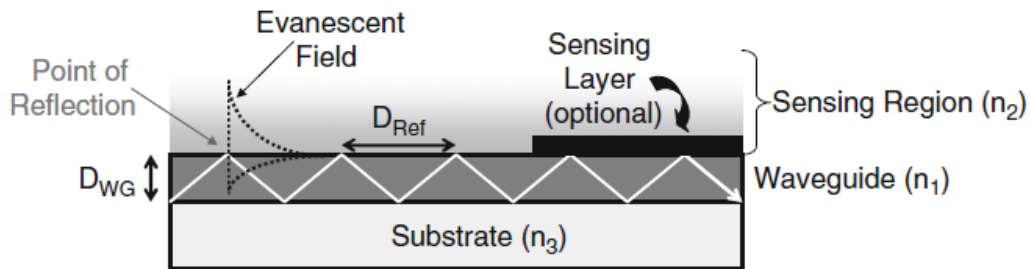 Evanescent
Field
Point of
Reflection
Sensing
Layer
(optional)
D_Ref
Sensing Region (n₂)
D_WG
Waveguide (n₁)
Substrate (n₃)